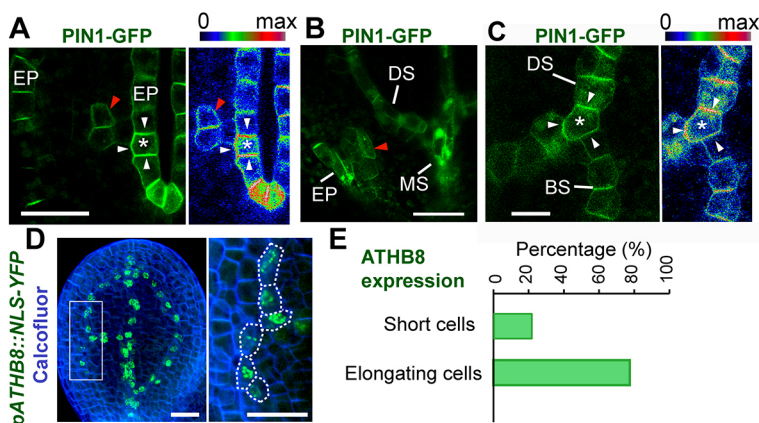 A
PIN1-GFP
0 max
EP
EP
*
*
B
PIN1-GFP
DS
EP
MS
C
PIN1-GFP
0 max
DS
*
BS
*
D
pATHB8::NLS-YFP
Calcofluor
E
ATHB8
expression
Percentage (%)
0 20 40 60 80 100
Short cells
Elongating cells